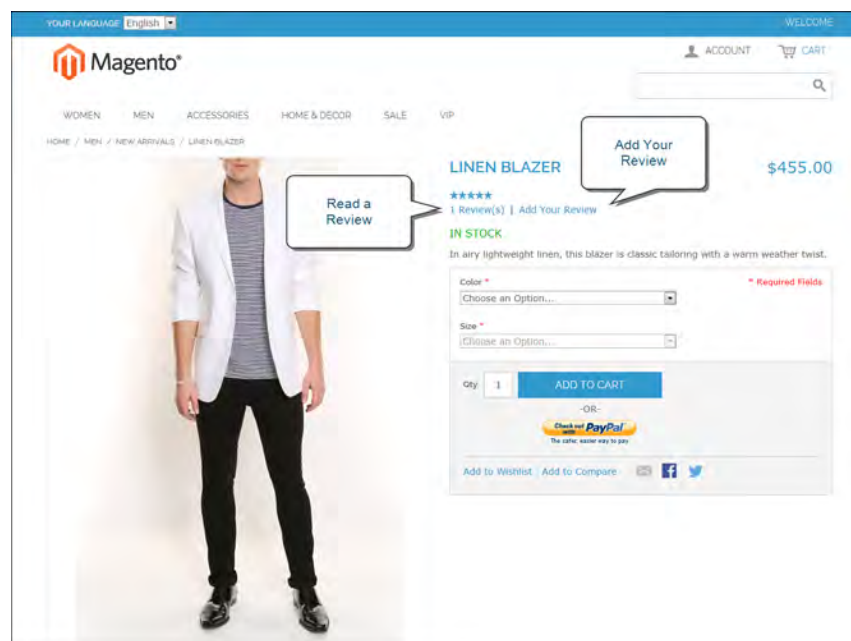 YOUR LANGUAGE English
WELCOME
Magento®
ACCOUNT CART
WOMEN MEN ACCESSORIES HOME & DECOR SALE VIP
HOME / MEN / NEW ARRIVALS / LINEN BLAZER
Add Your
Review
LINEN BLAZER $455.00
Read a
Review
1 Review(s) | Add Your Review
IN STOCK
In airy lightweight linen, this blazer is classic tailoring with a warm weather twist.
Color * * Required Fields
Choose an Option...
Size *
Choose an Option...
Qty 1 ADD TO CART
-OR-
Check out
with PayPal
The safer, easier way to pay
Add to Wishlist Add to Compare